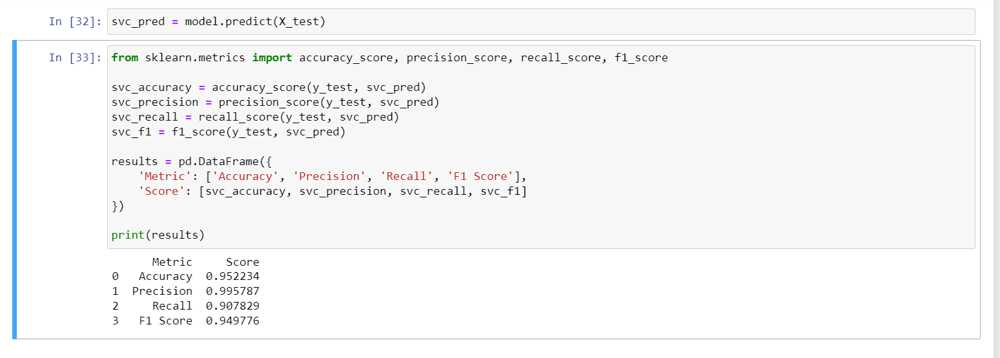 In [32]: svc_pred = model.predict(X_test)
In [33]: from sklearn.metrics import accuracy_score, precision_score, recall_score, f1_score
svc_accuracy = accuracy_score(y_test, svc_pred)
svc_precision = precision_score(y_test, svc_pred)
svc_recall = recall_score(y_test, svc_pred)
svc_f1 = f1_score(y_test, svc_pred)
results = pd.DataFrame({
    'Metric': ['Accuracy', 'Precision', 'Recall', 'F1 Score'],
    'Score': [svc_accuracy, svc_precision, svc_recall, svc_f1]
})
print(results)
      Metric     Score
0   Accuracy  0.952234
1  Precision  0.995787
2     Recall  0.907829
3   F1 Score  0.949776